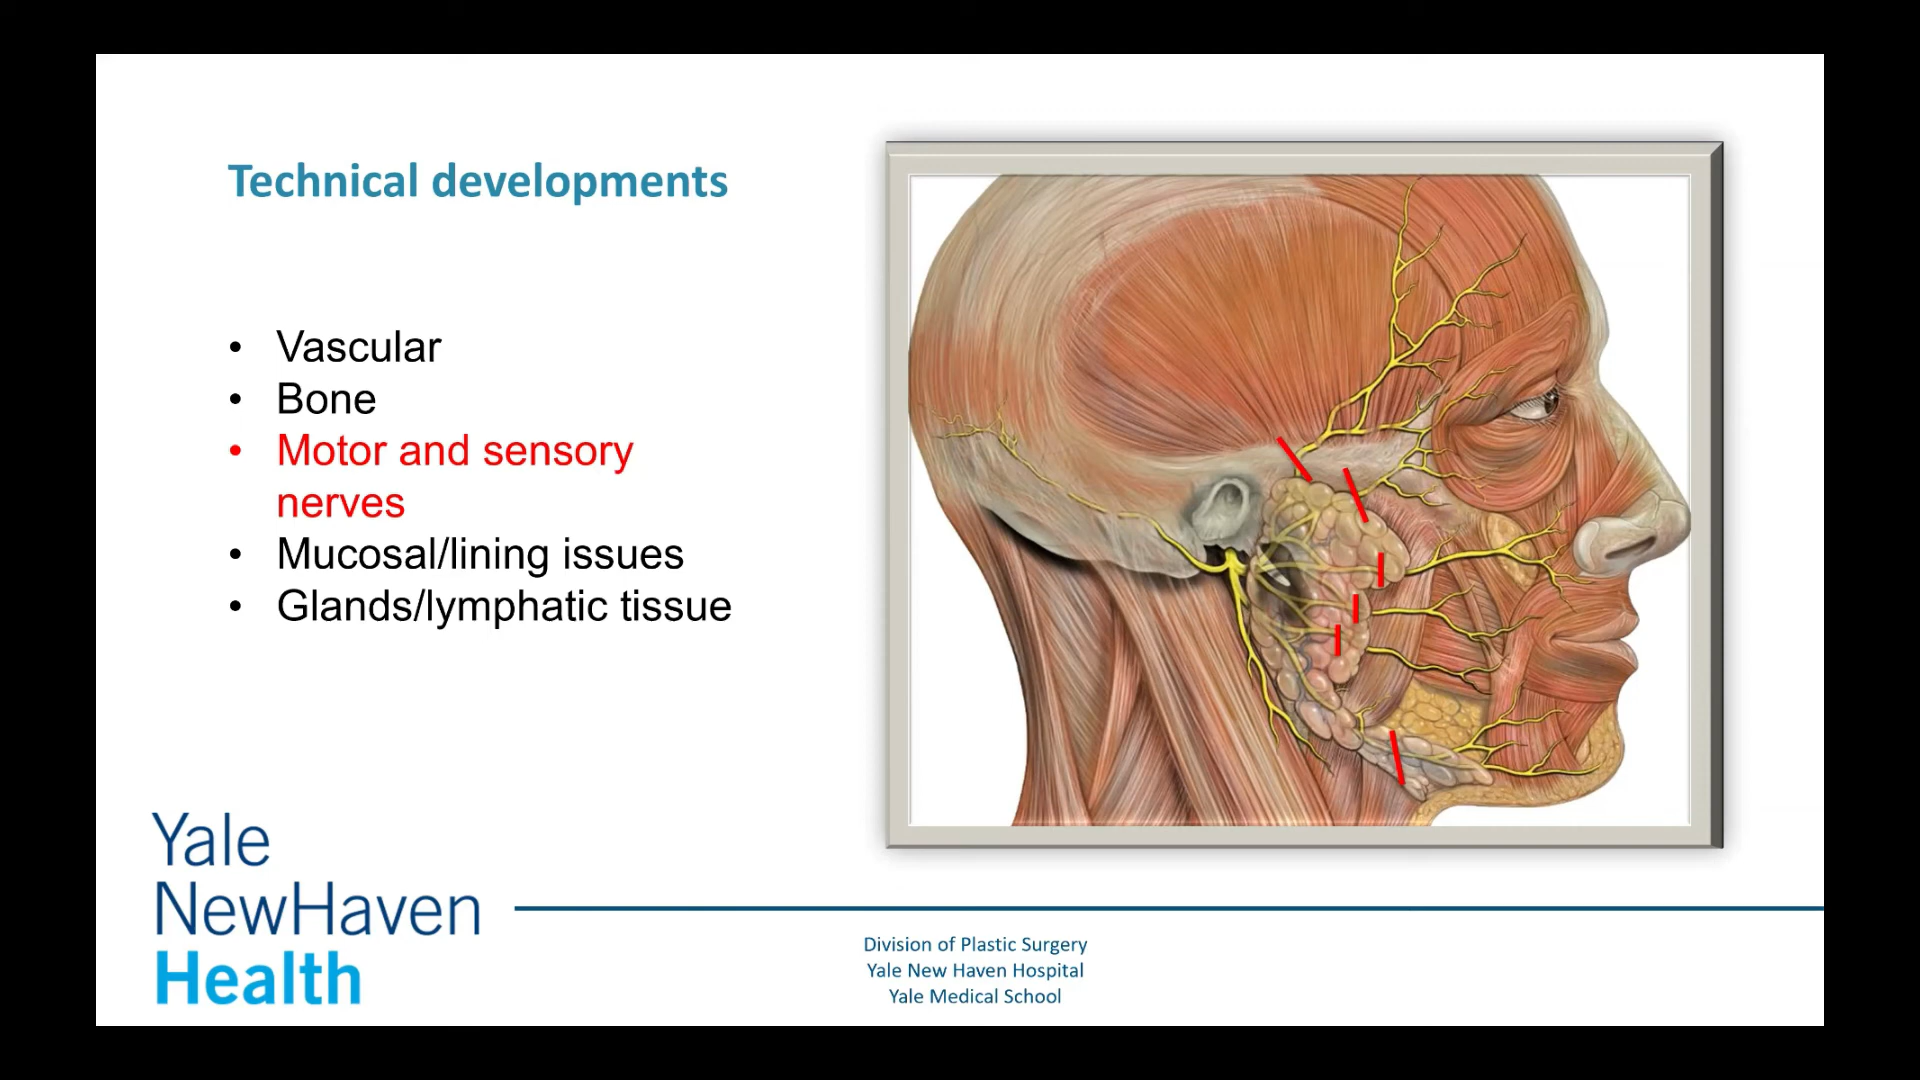 Technical developments
• Vascular
• Bone
• Motor and sensory
nerves
• Mucosal/lining issues
• Glands/lymphatic tissue
Yale
NewHaven
Health
Division of Plastic Surgery
Yale New Haven Hospital
Yale Medical School